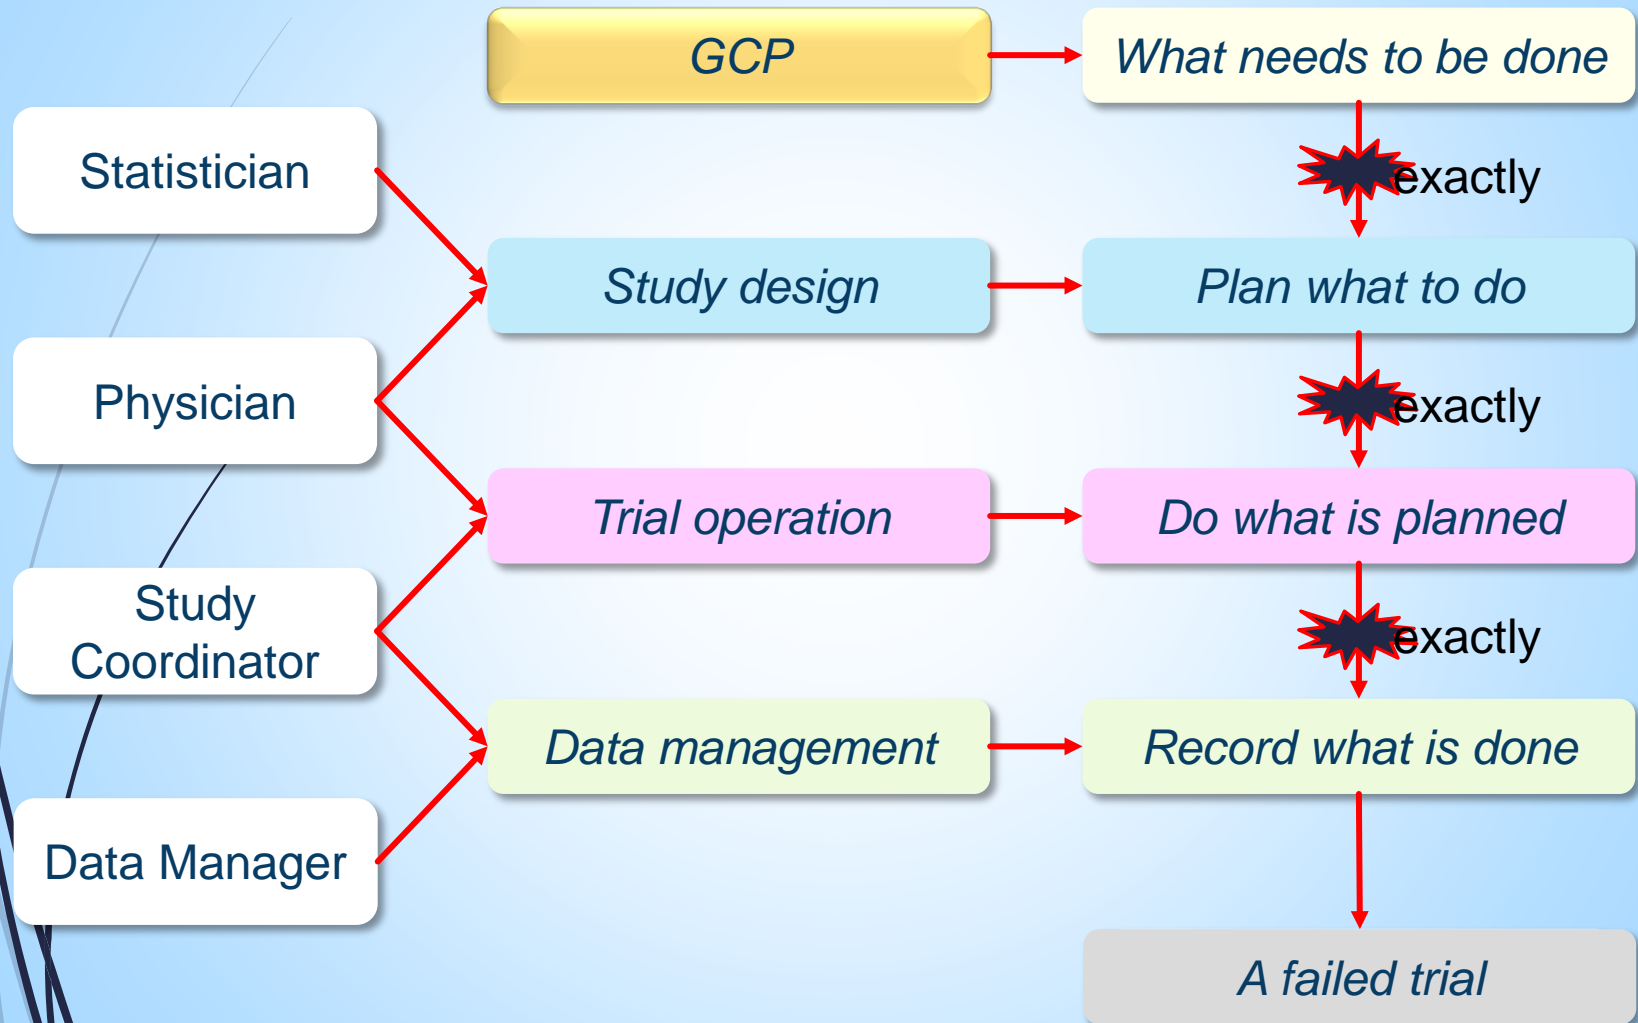 GCP
What needs to be done
Statistician
exactly
Study design
Plan what to do
Physician
exactly
Trial operation
Do what is planned
Study
Coordinator
exactly
Data management
Record what is done
Data Manager
A failed trial